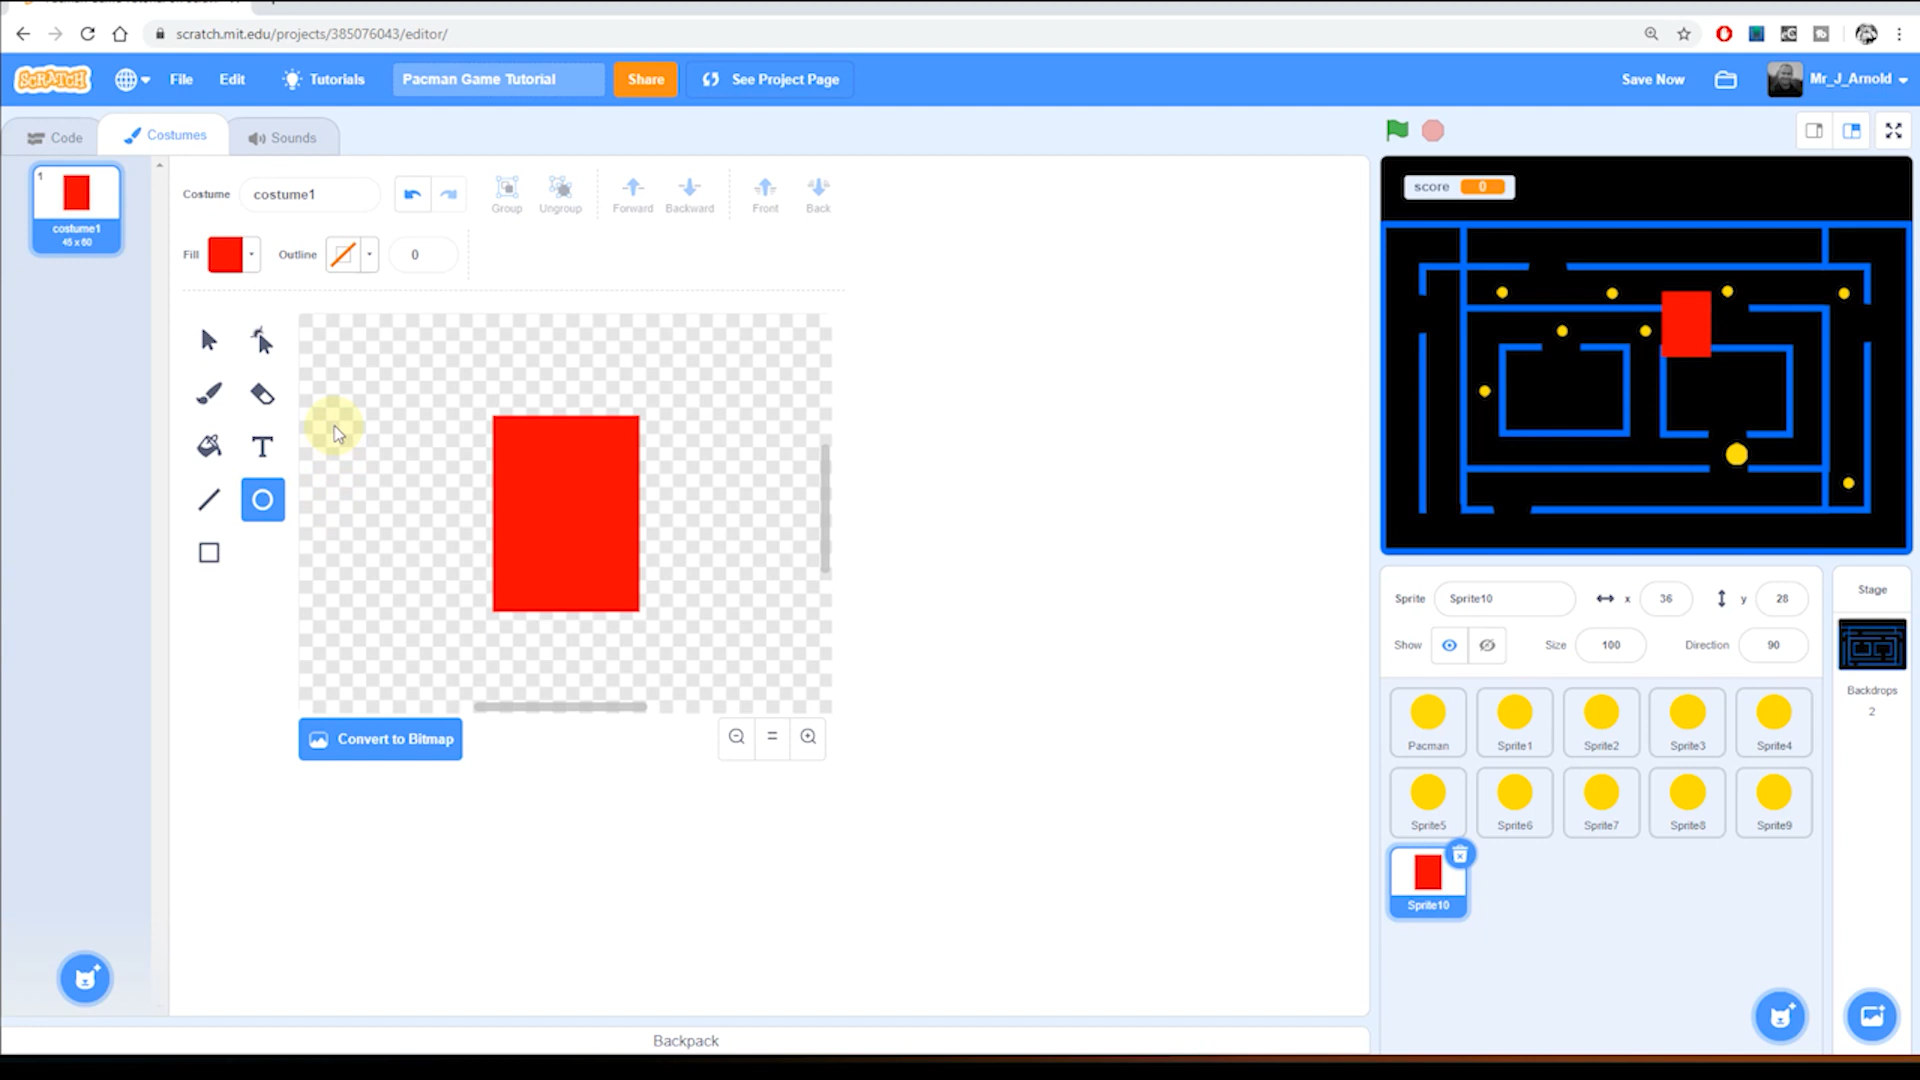 scratch.mit.edu/projects/385076043/editor/
SCRATCH
File
Edit
Tutorials
Pacman Game Tutorial
Share
See Project Page
Save Now
Mr_J_Arnold
Code
Costumes
Sounds
1
costume1
45 x 60
Costume
costume1
Group
Ungroup
Forward
Backward
Front
Back
Fill
Outline
0
T
Convert to Bitmap
=
score 0
Sprite
Sprite10
x
36
y
28
Show
Size
100
Direction
90
Pacman
Sprite1
Sprite2
Sprite3
Sprite4
Sprite5
Sprite6
Sprite7
Sprite8
Sprite9
Sprite10
Stage
Backdrops
2
Backpack